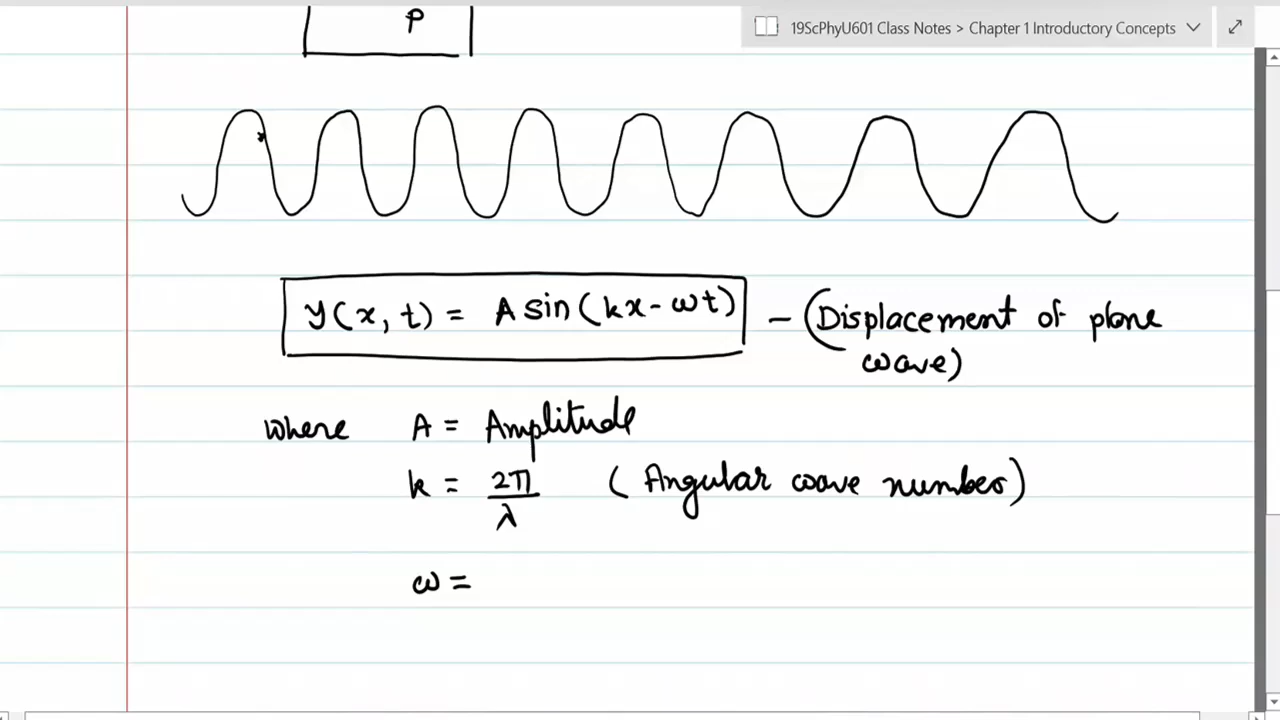 P
19ScPhyU601 Class Notes > Chapter 1 Introductory Concepts
y(x, t) = A sin(kx - ωt) - (Displacement of plane
wave)
where A = Amplitude
k = 2π/λ (Angular wave number)
ω =